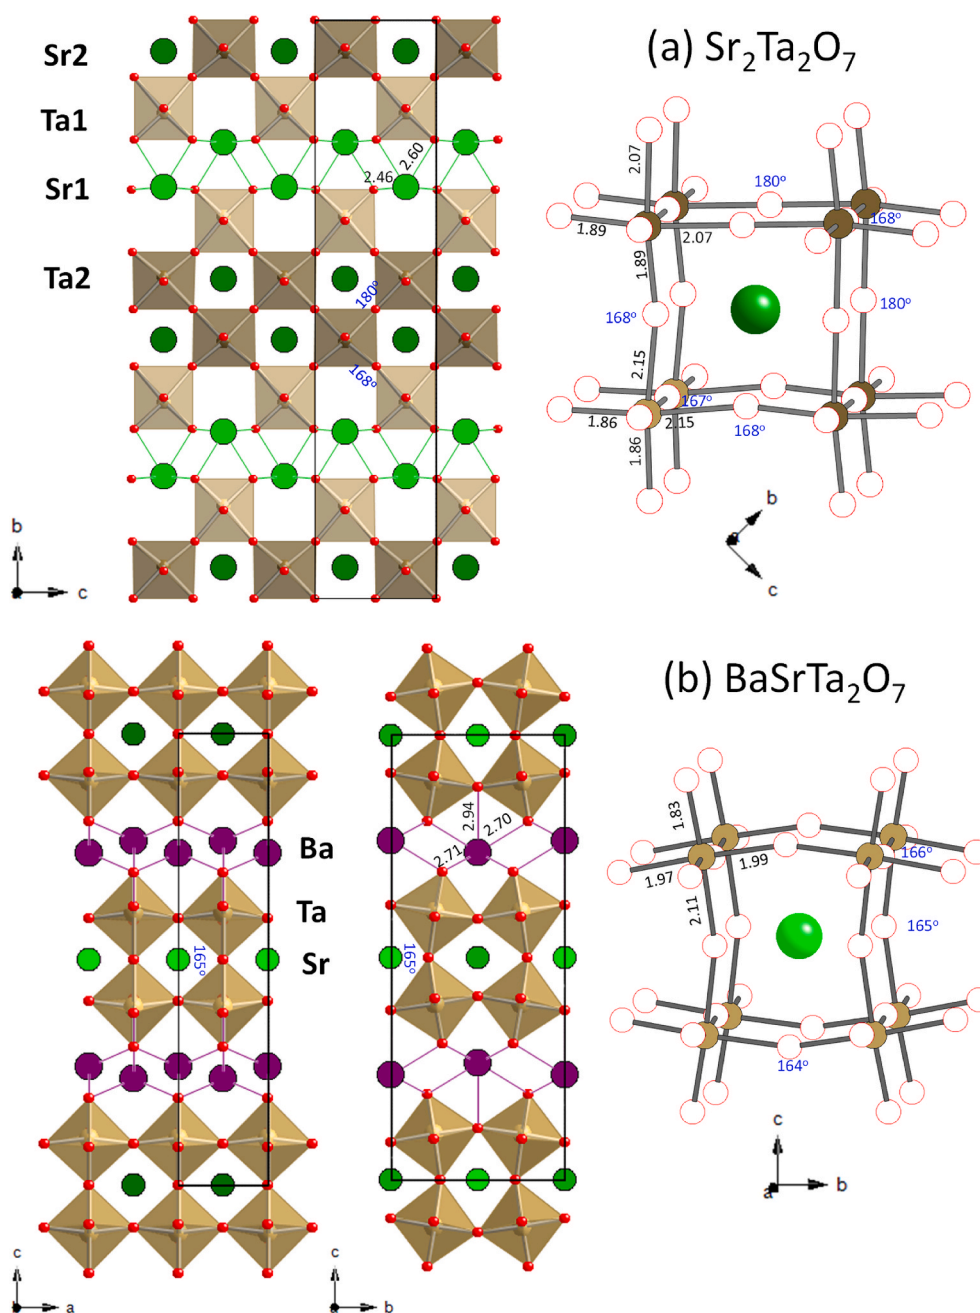 (a) Sr₂Ta₂O₇
Sr2
Ta1
Sr1
Ta2
2.60
2.46
180°
168°
b
c
a
2.07
180°
168°
1.89
2.07
1.89
168°
180°
2.15
167°
1.86
2.15
168°
1.86
b
c
(b) BaSrTa₂O₇
Ba
Ta
Sr
165°
2.94
2.70
2.71
165°
1.83
166°
1.99
1.97
2.11
165°
164°
c
a
b
c
b
c
a
b